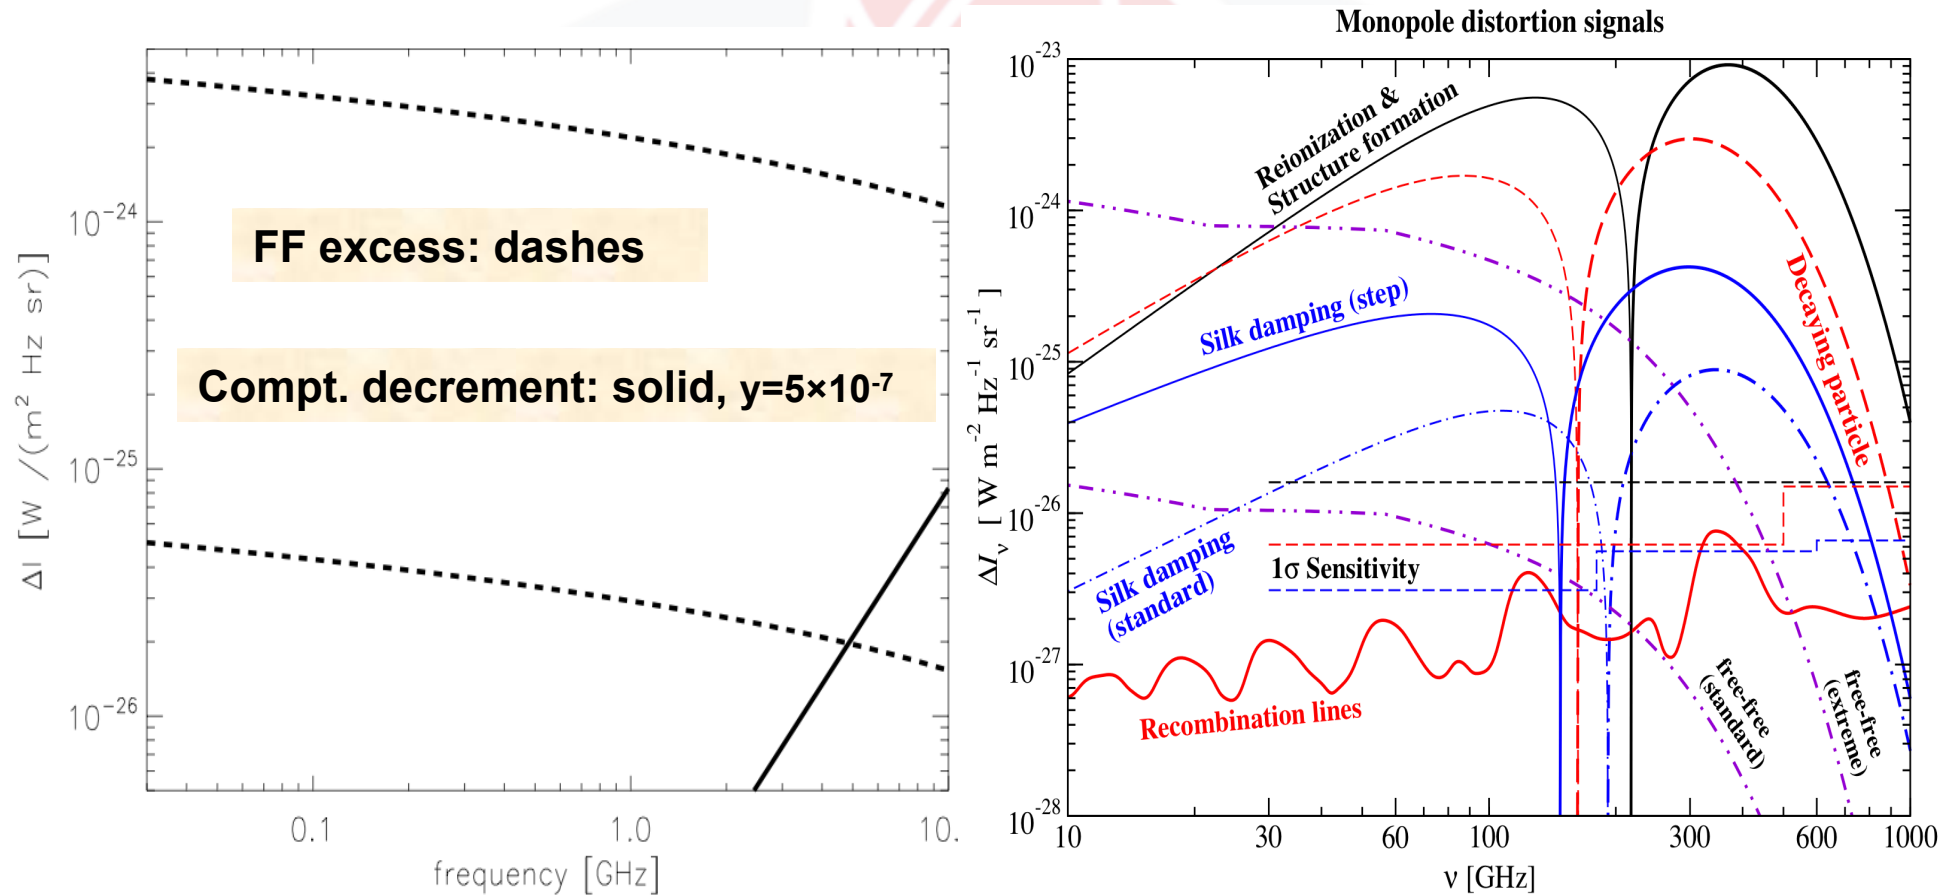 10⁻²⁴
10⁻²⁵
10⁻²⁶
ΔI [W /(m² Hz sr)]
FF excess: dashes
Compt. decrement: solid, y=5×10⁻⁷
0.1
1.0
10.
frequency [GHz]
Monopole distortion signals
10⁻²³
10⁻²⁴
10⁻²⁵
10⁻²⁶
10⁻²⁷
10⁻²⁸
ΔIᵥ [ W m⁻² Hz⁻¹ sr⁻¹ ]
Reionization &
Structure formation
Silk damping (step)
Decaying particle
Silk damping
(standard)
1σ Sensitivity
Recombination lines
free-free
(standard)
free-free
(extreme)
10
30
60
100
300
600
1000
ν [GHz]